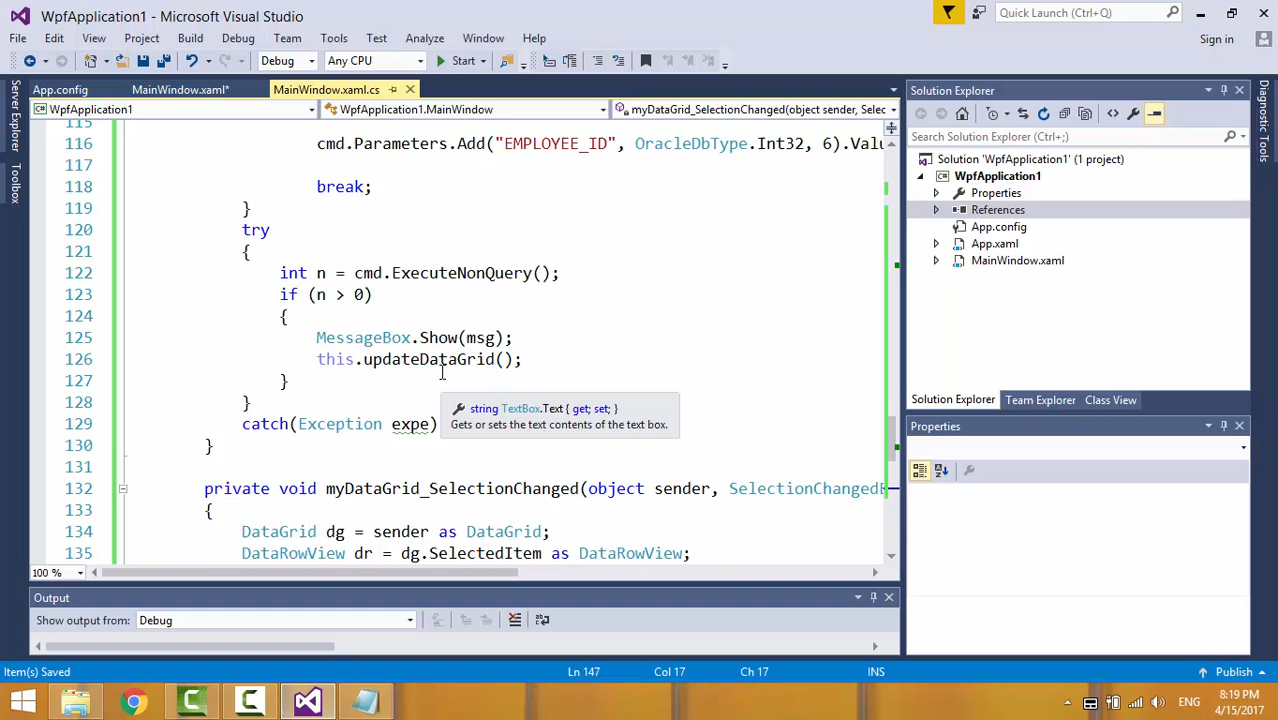 WpfApplication1 - Microsoft Visual Studio
Quick Launch (Ctrl+Q)
File Edit View Project Build Debug Team Tools Test Analyze Window Help
Sign in
Debug Any CPU Start
App.config MainWindow.xaml* MainWindow.xaml.cs
WpfApplication1 WpfApplication1.MainWindow myDataGrid_SelectionChanged(object sender, Selec
115
116 cmd.Parameters.Add("EMPLOYEE_ID", OracleDbType.Int32, 6).Valu
117
118 break;
119 }
120 try
121 {
122 int n = cmd.ExecuteNonQuery();
123 if (n > 0)
124 {
125 MessageBox.Show(msg);
126 this.updateDataGrid();
127 }
128 }
129 catch(Exception expe)
130 }
131
132 private void myDataGrid_SelectionChanged(object sender, SelectionChangedE
133 {
134 DataGrid dg = sender as DataGrid;
135 DataRowView dr = dg.SelectedItem as DataRowView;
string TextBox.Text { get; set; }
Gets or sets the text contents of the text box.
100 %
Output
Show output from: Debug
Server Explorer
Toolbox
Solution Explorer
Search Solution Explorer (Ctrl+;)
Solution 'WpfApplication1' (1 project)
WpfApplication1
Properties
References
App.config
App.xaml
MainWindow.xaml
Solution Explorer Team Explorer Class View
Properties
Diagnostic Tools
Item(s) Saved Ln 147 Col 17 Ch 17 INS Publish
ENG
8:19 PM
4/15/2017